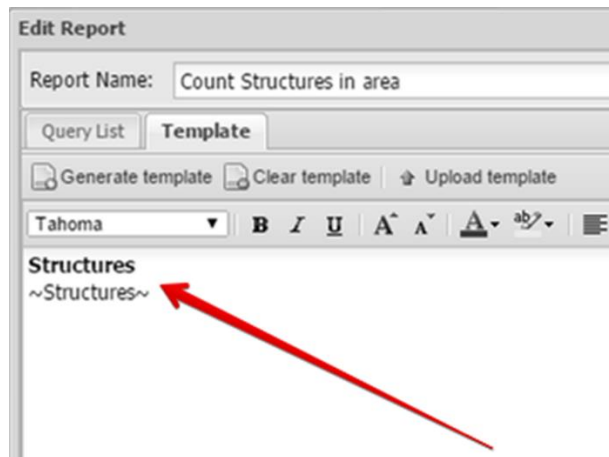 Edit Report
Report Name: Count Structures in area
Query List Template
Generate template Clear template Upload template
Tahoma B I U A A A ab
Structures
~Structures~